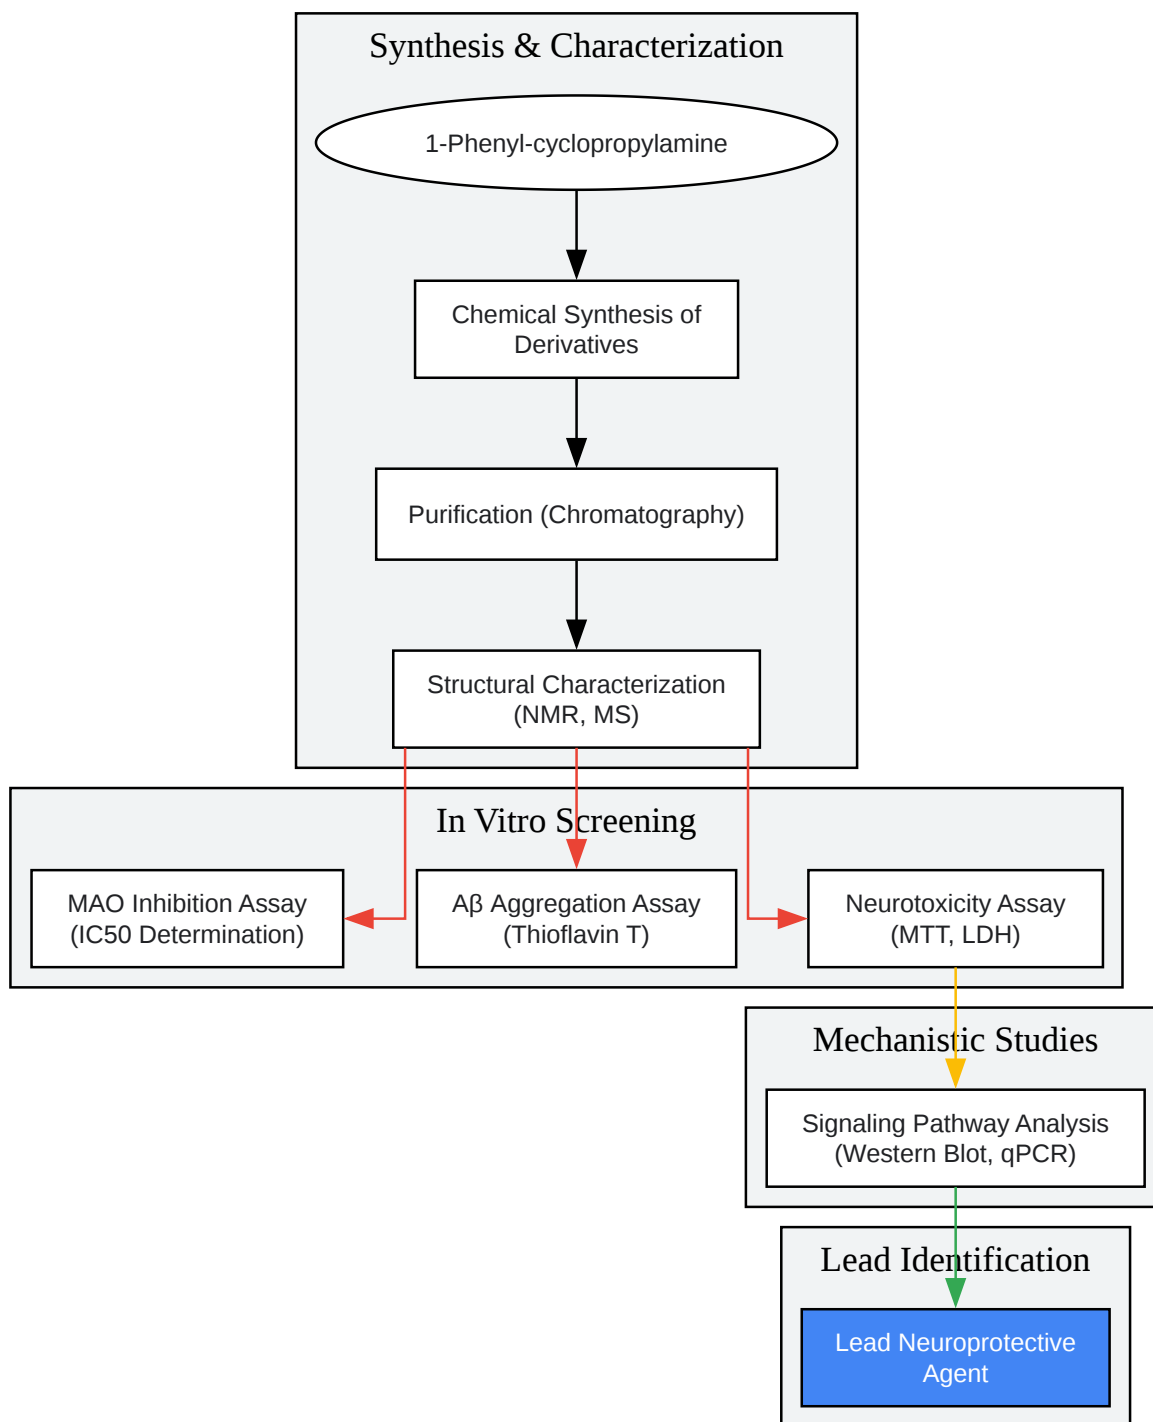 Synthesis & Characterization
1-Phenyl-cyclopropylamine
Chemical Synthesis of
Derivatives
Purification (Chromatography)
Structural Characterization
(NMR, MS)
In Vitro Screening
MAO Inhibition Assay
(IC50 Determination)
Aβ Aggregation Assay
(Thioflavin T)
Neurotoxicity Assay
(MTT, LDH)
Mechanistic Studies
Signaling Pathway Analysis
(Western Blot, qPCR)
Lead Identification
Lead Neuroprotective
Agent